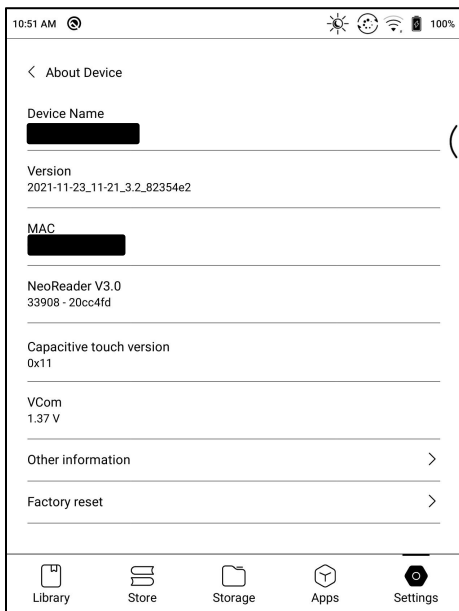 10:51 AM 100%
About Device
Device Name
Version
2021-11-23_11-21_3.2_82354e2
MAC
NeoReader V3.0
33908 - 20cc4fd
Capacitive touch version
0x11
VCom
1.37 V
Other information
Factory reset
Library Store Storage Apps Settings